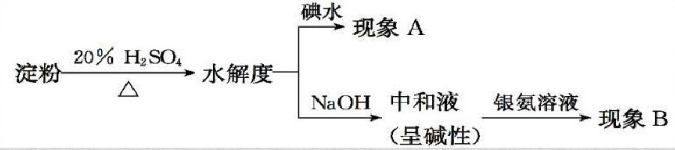 碘水
现象 A
淀粉 20% H₂SO₄ △ 水解度
NaOH 中和液 银氨溶液 现象 B
(呈碱性)